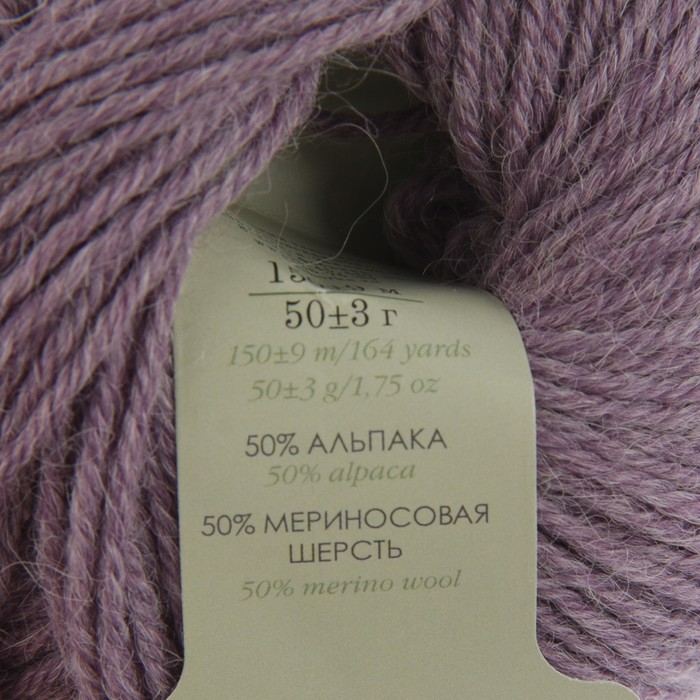 50±3 г
150±9 m/164 yards
50±3 g/1,75 oz
50% АЛЬПАКА
50% alpaca
50% МЕРИНОСОВАЯ
ШЕРСТЬ
50% merino wool